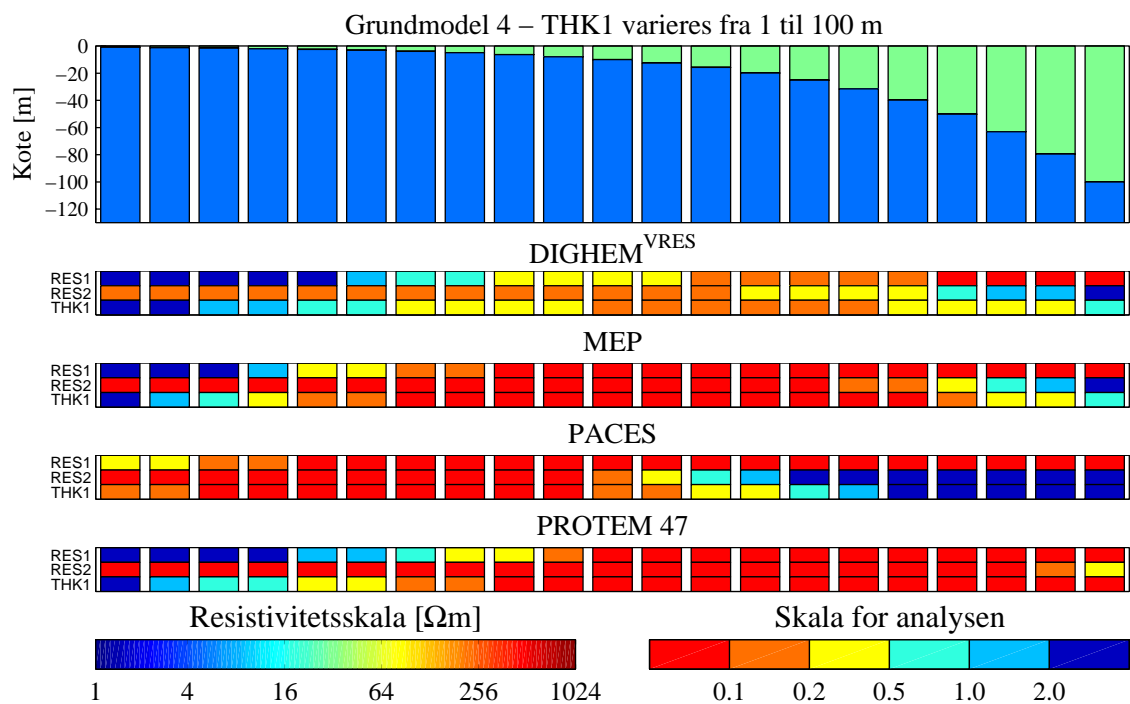 Grundmodel 4 – THK1 varieres fra 1 til 100 m
Kote [m]
0
−20
−40
−60
−80
−100
−120
DIGHEM^VRES
RES1
RES2
THK1
MEP
RES1
RES2
THK1
PACES
RES1
RES2
THK1
PROTEM 47
RES1
RES2
THK1
Resistivitetsskala [Ωm]
1 4 16 64 256 1024
Skala for analysen
0.1 0.2 0.5 1.0 2.0